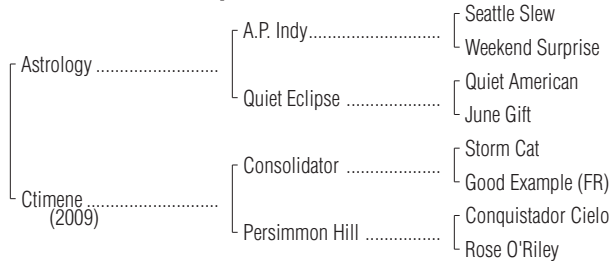 Seattle Slew
A.P. Indy..............................
Weekend Surprise
Astrology ............................
Quiet American
Quiet Eclipse .....................
June Gift
Storm Cat
Consolidator .....................
Good Example (FR)
Ctimene..............................
(2009)
Conquistador Cielo
Persimmon Hill .................
Rose O'Riley